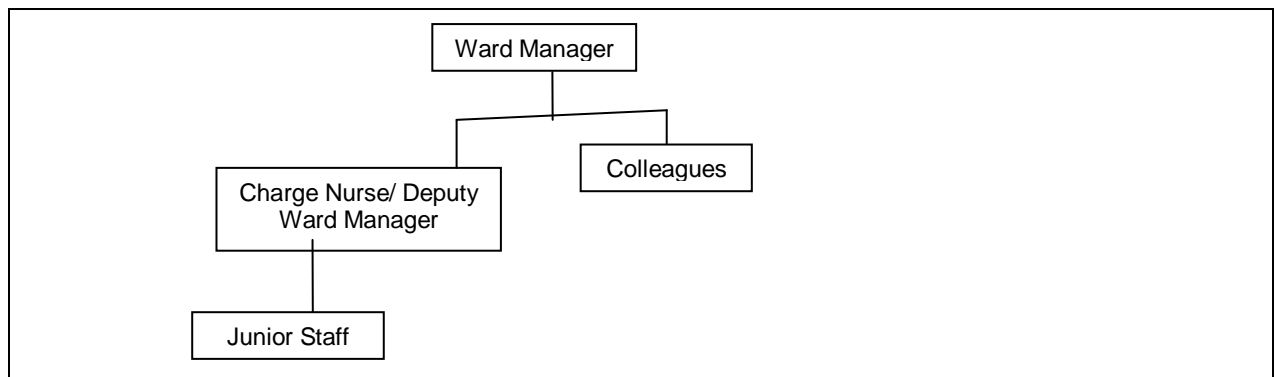 Ward Manager
Colleagues
Charge Nurse/ Deputy
Ward Manager
Junior Staff